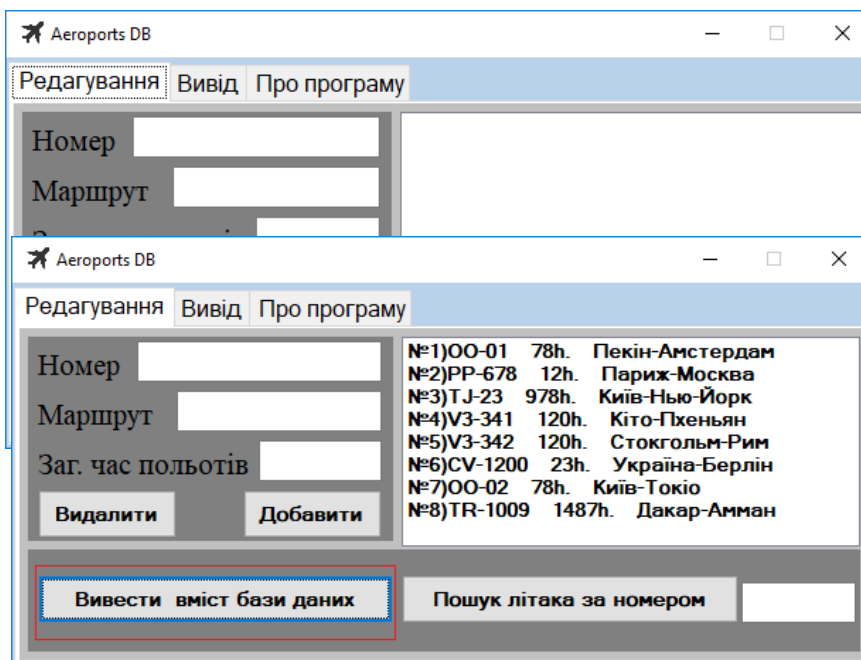 Aeroports DB
Редагування Вивід Про програму
Номер
Маршрут
Aeroports DB
Редагування Вивід Про програму
Номер
Маршрут
Заг. час польотів
Видалити Добавити
№1)OO-01 78h. Пекін-Амстердам
№2)PP-678 12h. Париж-Москва
№3)TJ-23 978h. Київ-Нью-Йорк
№4)V3-341 120h. Кіто-Пхеньян
№5)V3-342 120h. Стокгольм-Рим
№6)CV-1200 23h. Україна-Берлін
№7)OO-02 78h. Київ-Токіо
№8)TR-1009 1487h. Дакар-Амман
Вивести вміст бази даних Пошук літака за номером